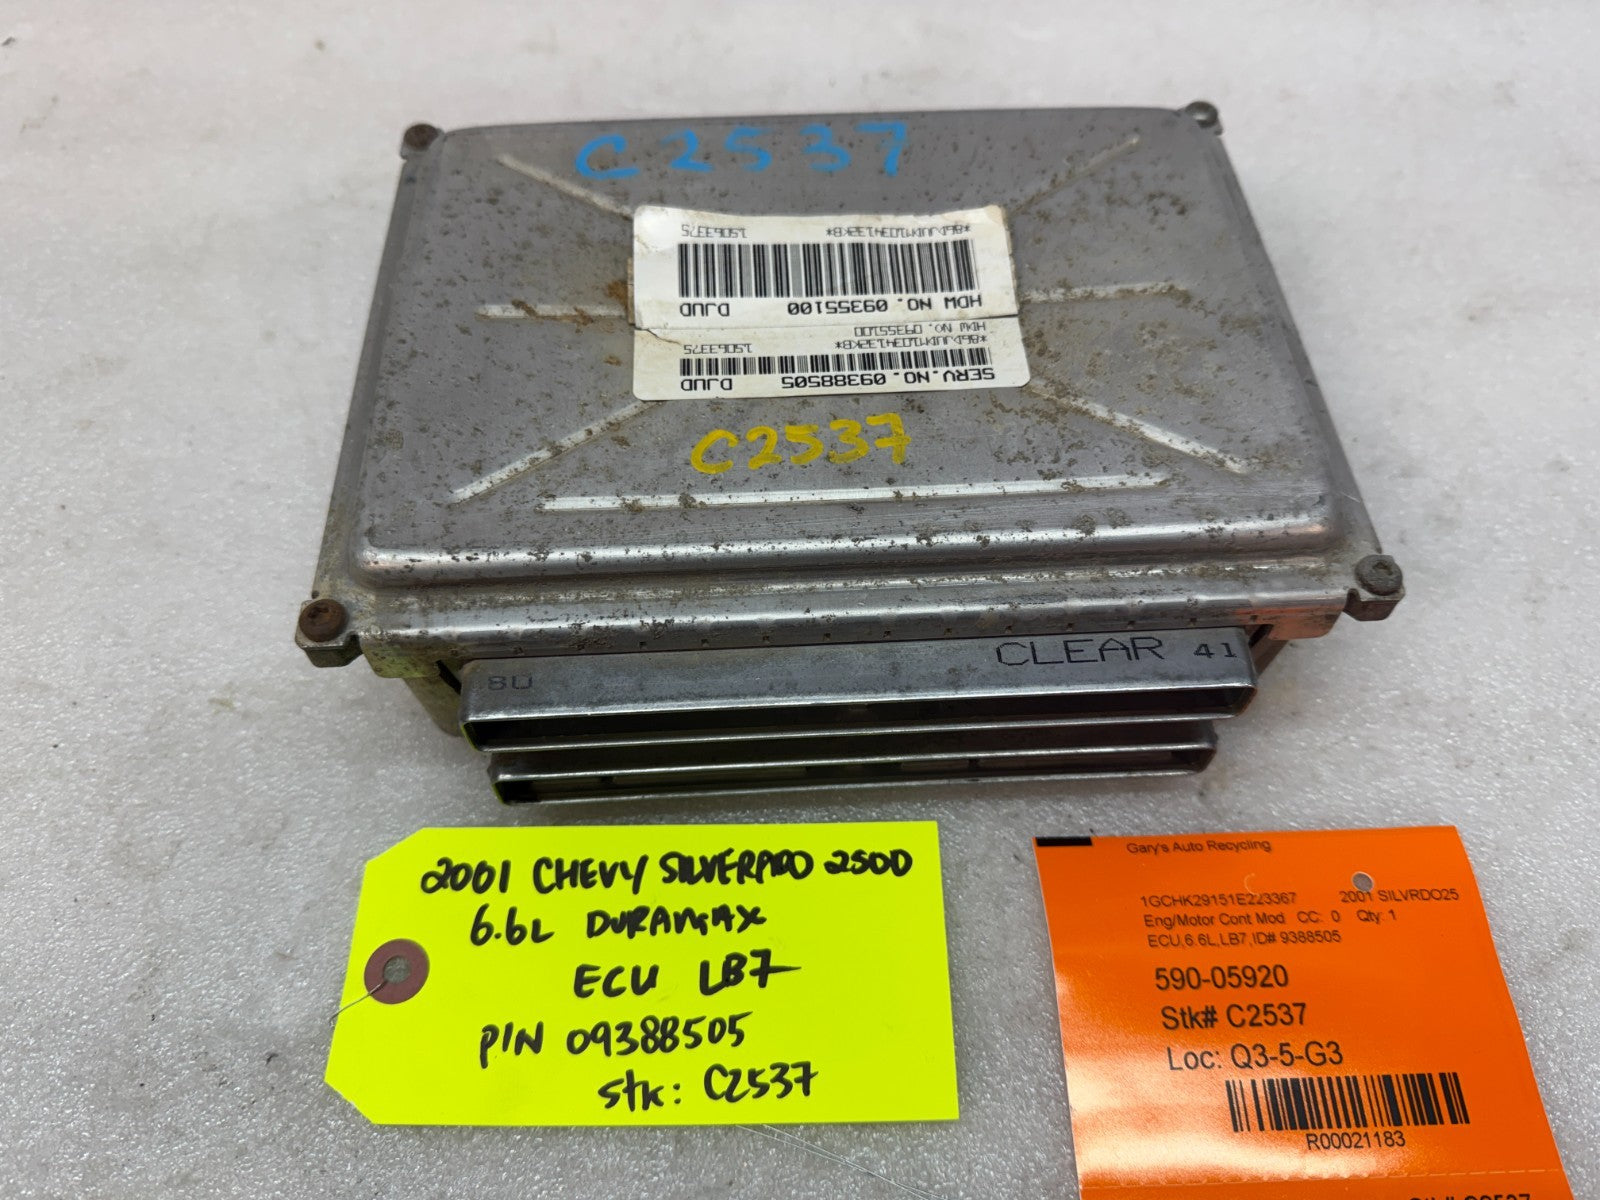 C2537
*86DJUDM1034132KB* 15063375
HDW NO. 09355100 DJUD
HDW NO. 09355100
*86DJUDM1034132KB* 15063375
SERV.NO. 09388505 DJUD
C2537
80 CLEAR 41
2001 CHEVY SILVERADO 2500
6.6L DURAMAX
ECU LB7
P/N 09388505
Stk: C2537
Gary's Auto Recycling
1GCHK29151E223367 2001 SILVRDO25
Eng/Motor Cont Mod CC: 0 Qty: 1
ECU,6.6L,LB7,ID# 9388505
590-05920
Stk# C2537
Loc: Q3-5-G3
R00021183